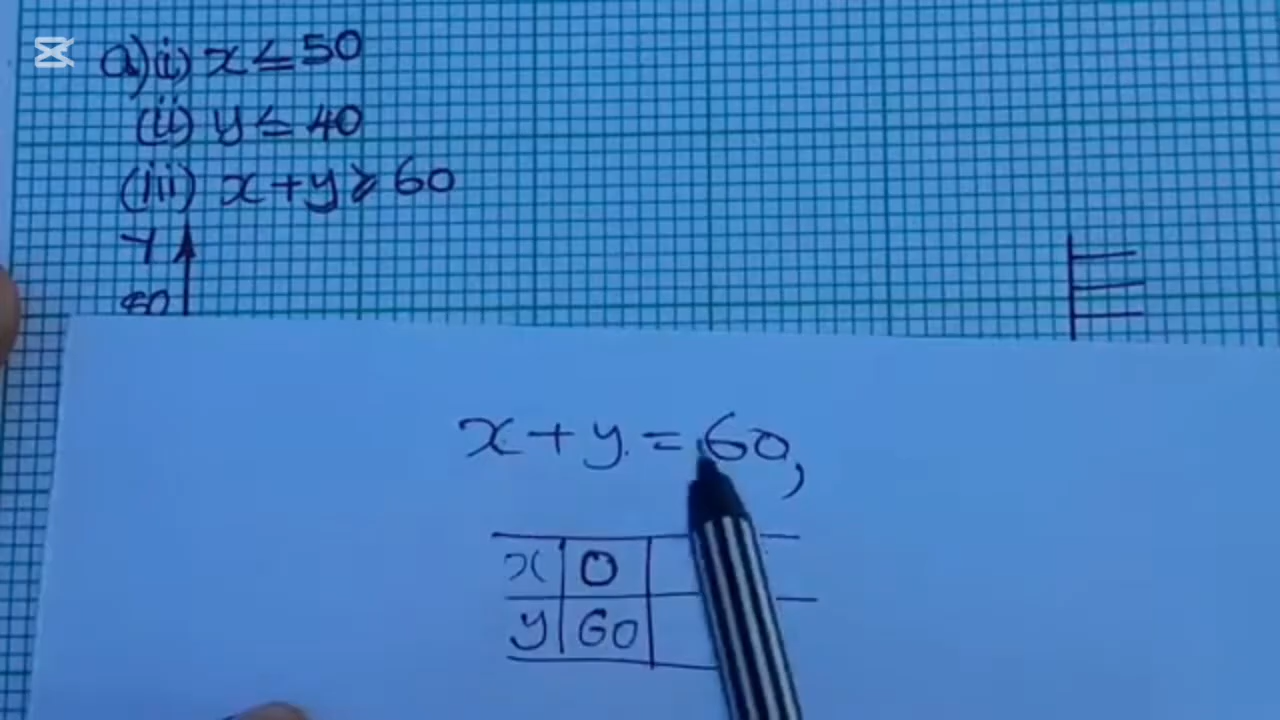 a)(i) x ≤ 50
(ii) y ≤ 40
(iii) x + y ≥ 60
Y
x + y = 60,
x 0
y 60